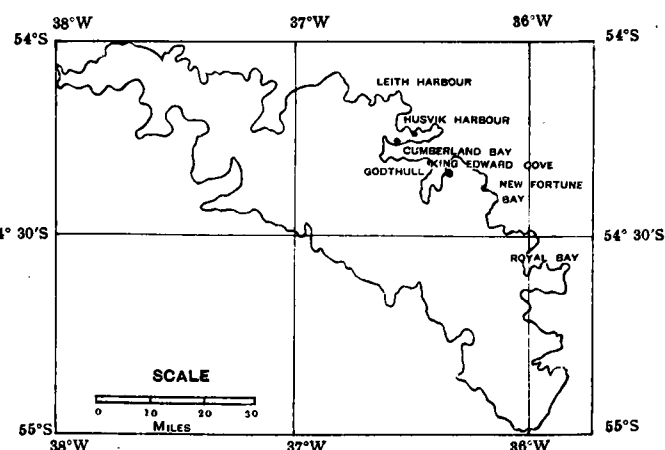 38°W 37°W 36°W
54°S 54°S
LEITH HARBOUR
HUSVIK HARBOUR
CUMBERLAND BAY
KING EDWARD COVE
GODTHULL
NEW FORTUNE
BAY
4° 30'S 54° 30'S
ROYAL BAY
SCALE
0 10 20 30
MILES
55°S 55°S
38°W 37°W 36°W